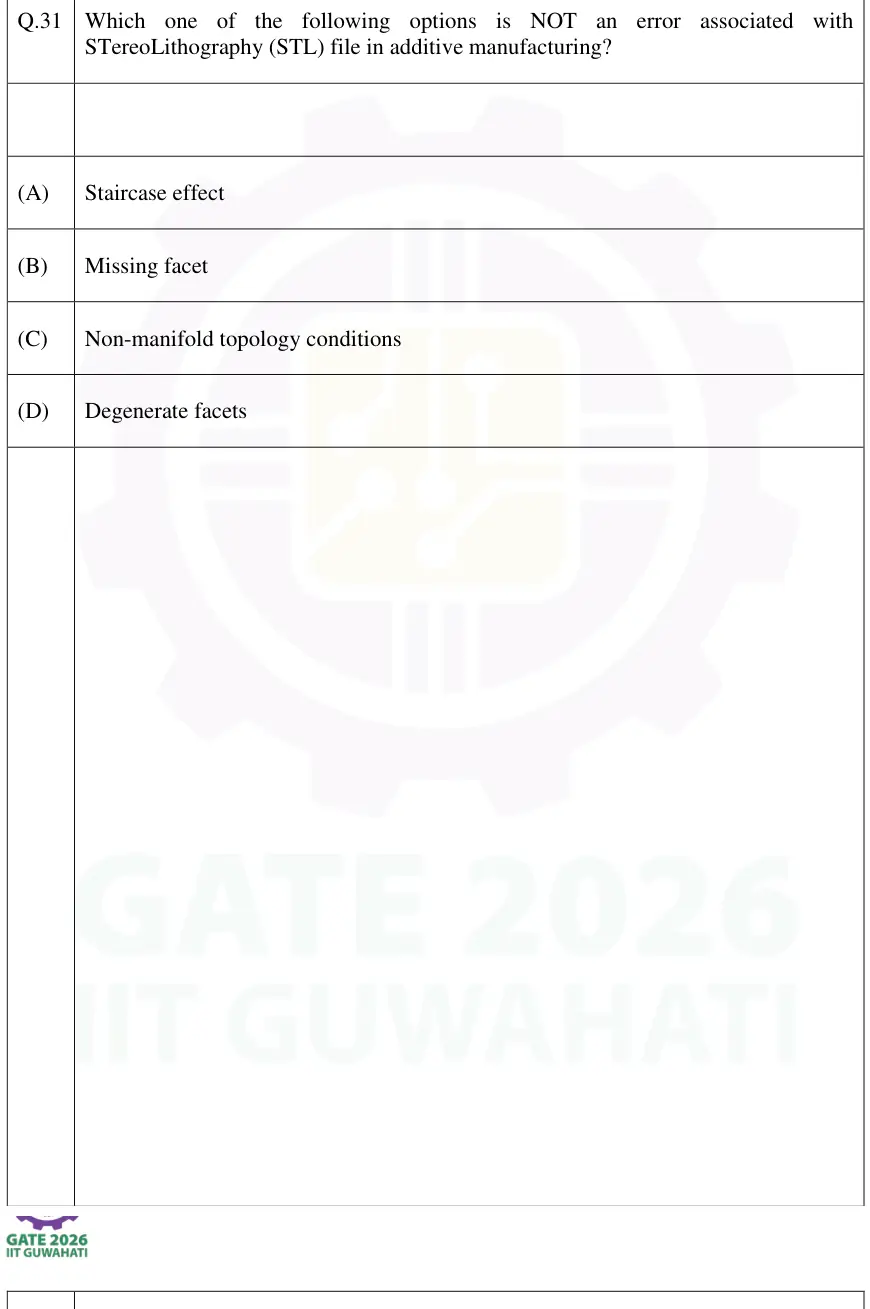 Q.31 Which one of the following options is NOT an error associated with
STereoLithography (STL) file in additive manufacturing?
(A) Staircase effect
(B) Missing facet
(C) Non-manifold topology conditions
(D) Degenerate facets
GATE 2026
IIT GUWAHATI
GATE 2026
IIT GUWAHATI